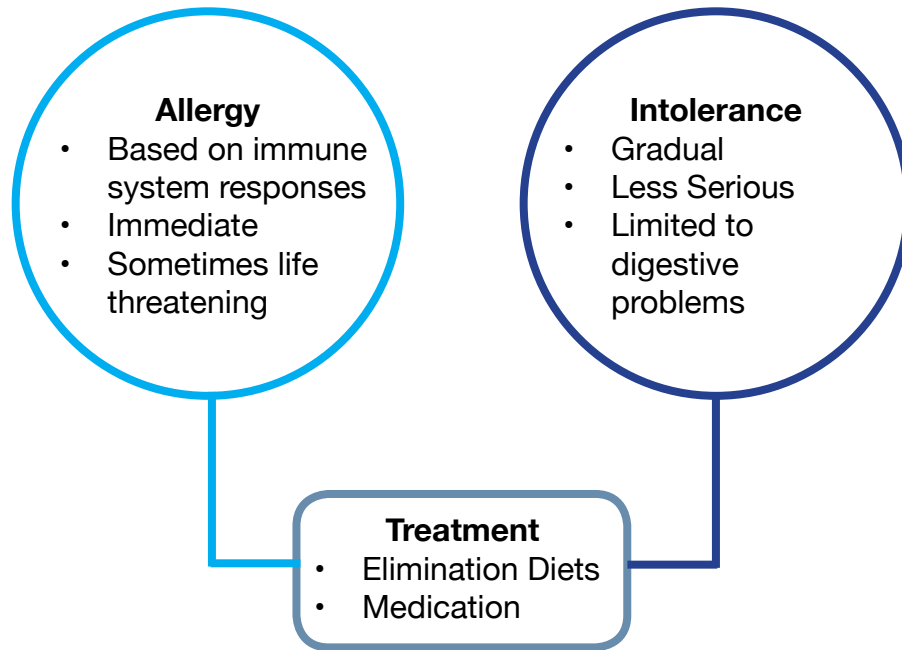 Allergy
• Based on immune
system responses
• Immediate
• Sometimes life
threatening
Intolerance
• Gradual
• Less Serious
• Limited to
digestive
problems
Treatment
• Elimination Diets
• Medication